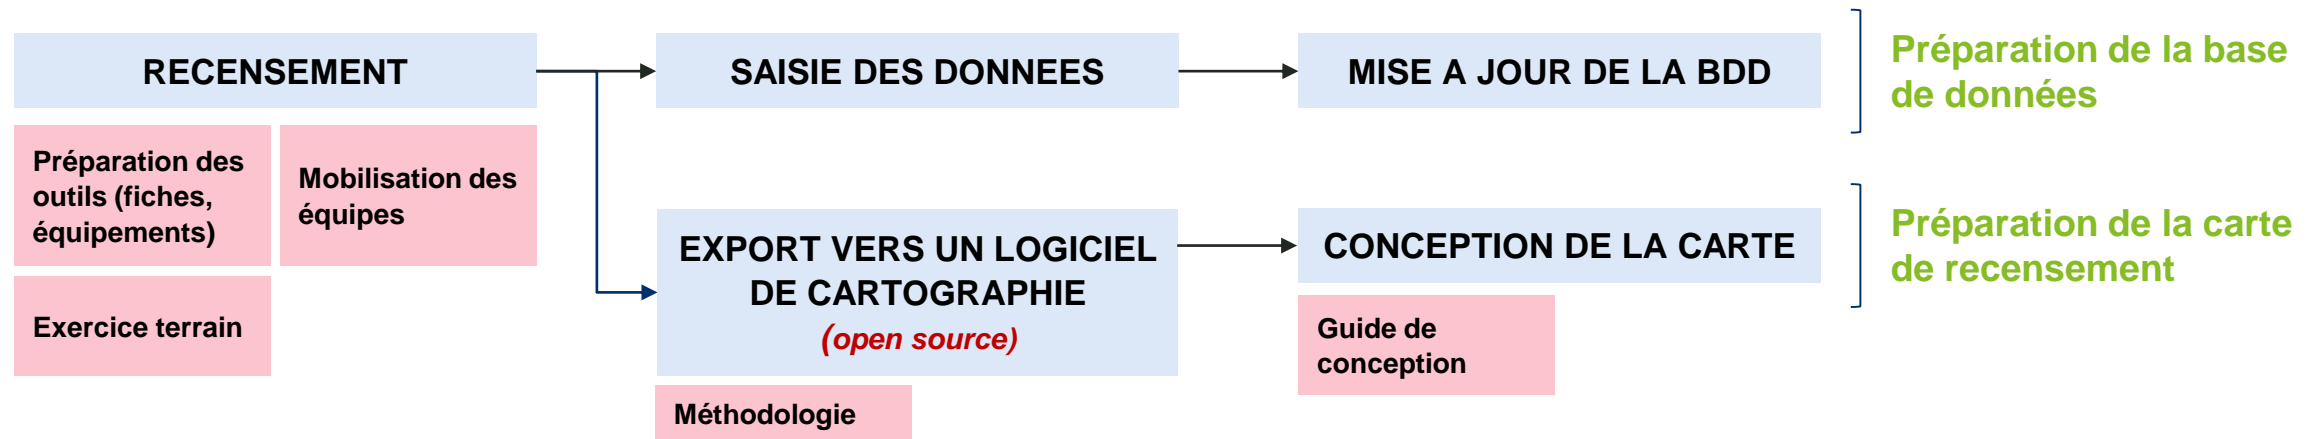 RECENSEMENT
SAISIE DES DONNEES
MISE A JOUR DE LA BDD
Préparation de la base
de données
Préparation des
outils (fiches,
équipements)
Mobilisation des
équipes
Exercice terrain
EXPORT VERS UN LOGICIEL
DE CARTOGRAPHIE
(open source)
Méthodologie
CONCEPTION DE LA CARTE
Guide de
conception
Préparation de la carte
de recensement